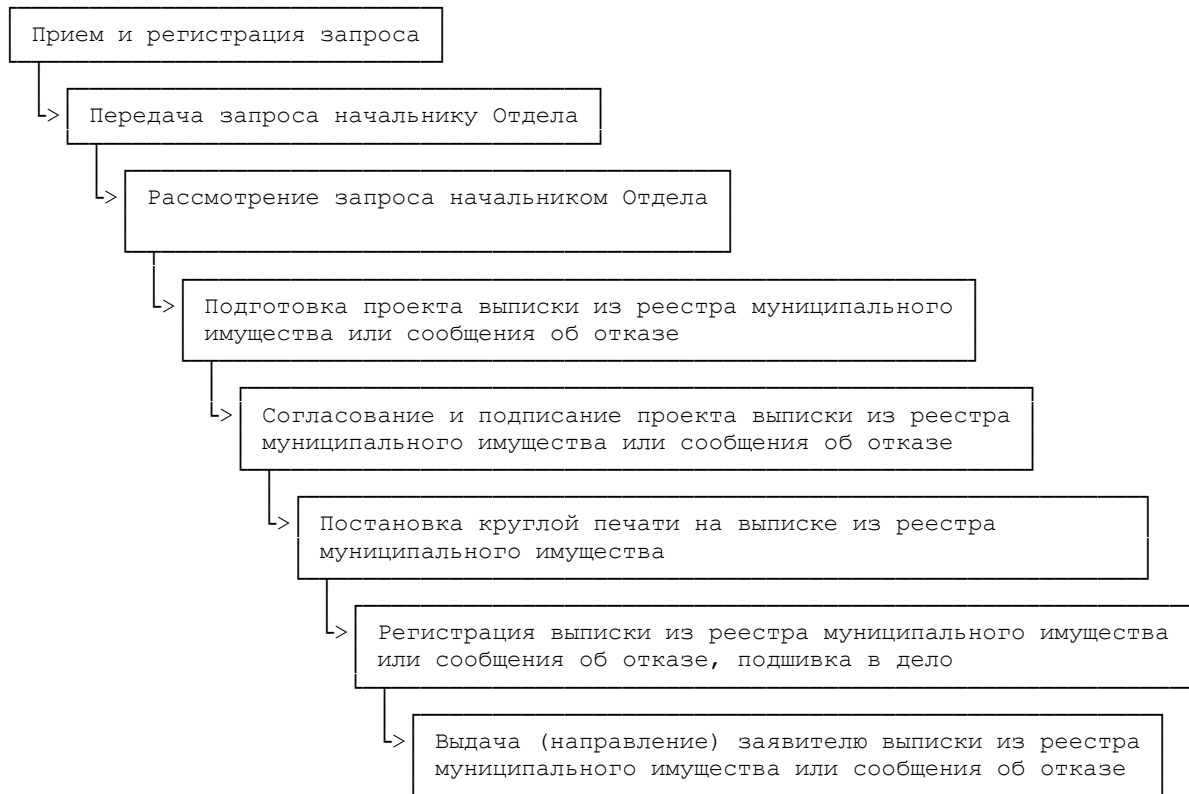 Прием и регистрация запроса
Передача запроса начальнику Отдела
Рассмотрение запроса начальником Отдела
Подготовка проекта выписки из реестра муниципального
имущества или сообщения об отказе
Согласование и подписание проекта выписки из реестра
муниципального имущества или сообщения об отказе
Постановка круглой печати на выписке из реестра
муниципального имущества
Регистрация выписки из реестра муниципального имущества
или сообщения об отказе, подшивка в дело
Выдача (направление) заявителю выписки из реестра
муниципального имущества или сообщения об отказе